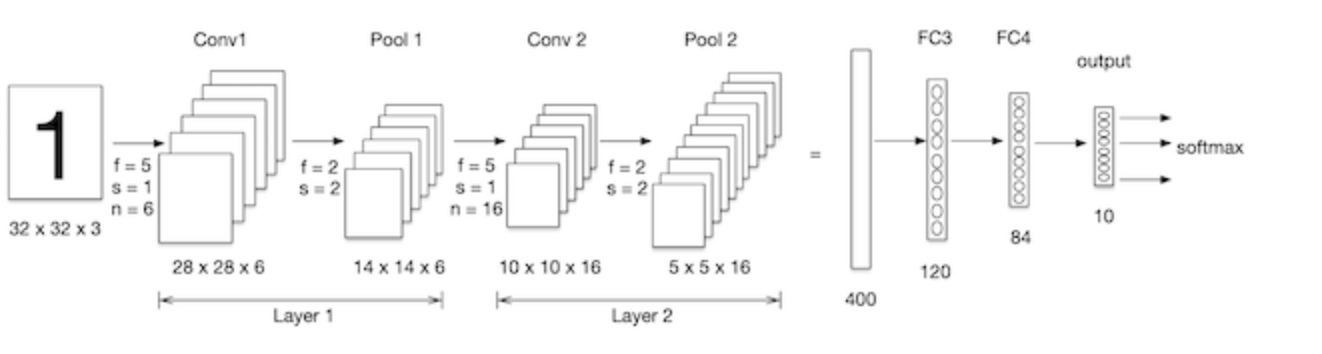 Conv1
Pool 1
Conv 2
Pool 2
FC3
FC4
output
1
32 x 32 x 3
f = 5
s = 1
n = 6
28 x 28 x 6
f = 2
s = 2
14 x 14 x 6
f = 5
s = 1
n = 16
10 x 10 x 16
f = 2
s = 2
5 x 5 x 16
Layer 1
Layer 2
=
400
120
84
10
softmax